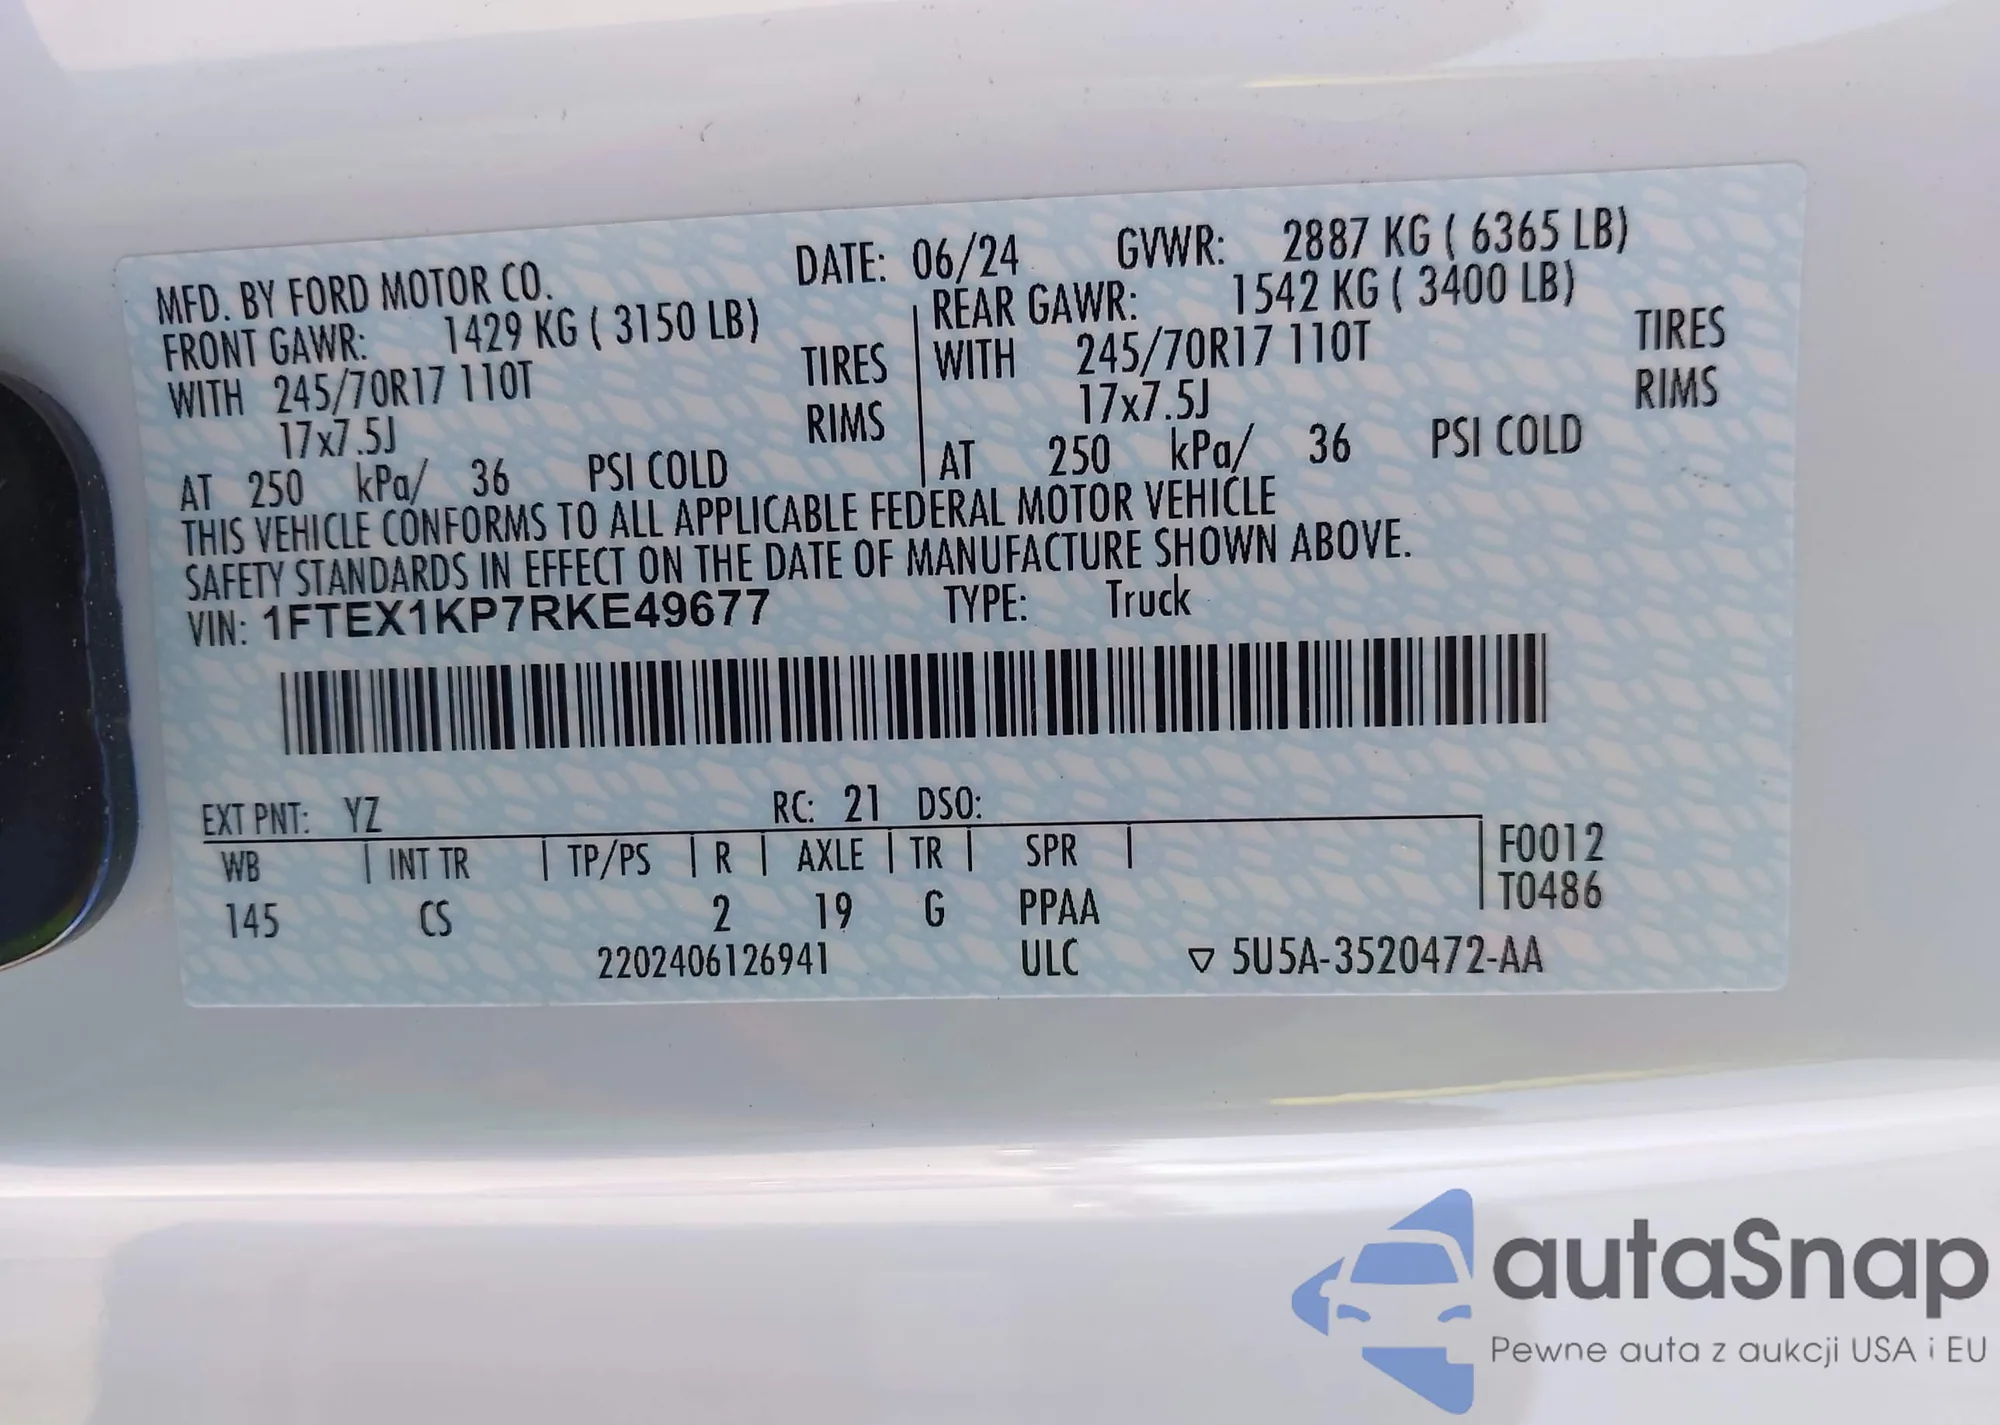 MFD. BY FORD MOTOR CO. DATE: 06/24 GVWR: 2887 KG ( 6365 LB)
FRONT GAWR: 1429 KG ( 3150 LB) REAR GAWR: 1542 KG ( 3400 LB)
WITH 245/70R17 110T TIRES WITH 245/70R17 110T TIRES
17x7.5J RIMS 17x7.5J RIMS
AT 250 kPa/ 36 PSI COLD AT 250 kPa/ 36 PSI COLD
THIS VEHICLE CONFORMS TO ALL APPLICABLE FEDERAL MOTOR VEHICLE
SAFETY STANDARDS IN EFFECT ON THE DATE OF MANUFACTURE SHOWN ABOVE.
VIN: 1FTEX1KP7RKE49677 TYPE: Truck
EXT PNT: YZ RC: 21 DSO:
WB | INT TR | TP/PS | R | AXLE | TR | SPR | F0012
145 CS 2 19 G PPAA T0486
2202406126941 ULC ▽ 5U5A-3520472-AA
autaSnap
Pewne auta z aukcji USA i EU